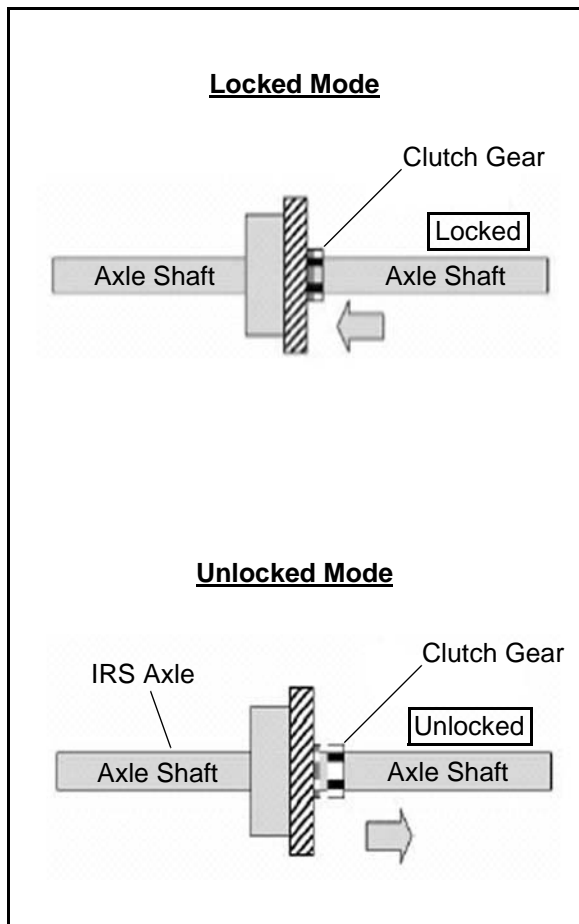 Locked Mode
Clutch Gear
Locked
Axle Shaft Axle Shaft
Unlocked Mode
Clutch Gear
IRS Axle
Unlocked
Axle Shaft Axle Shaft